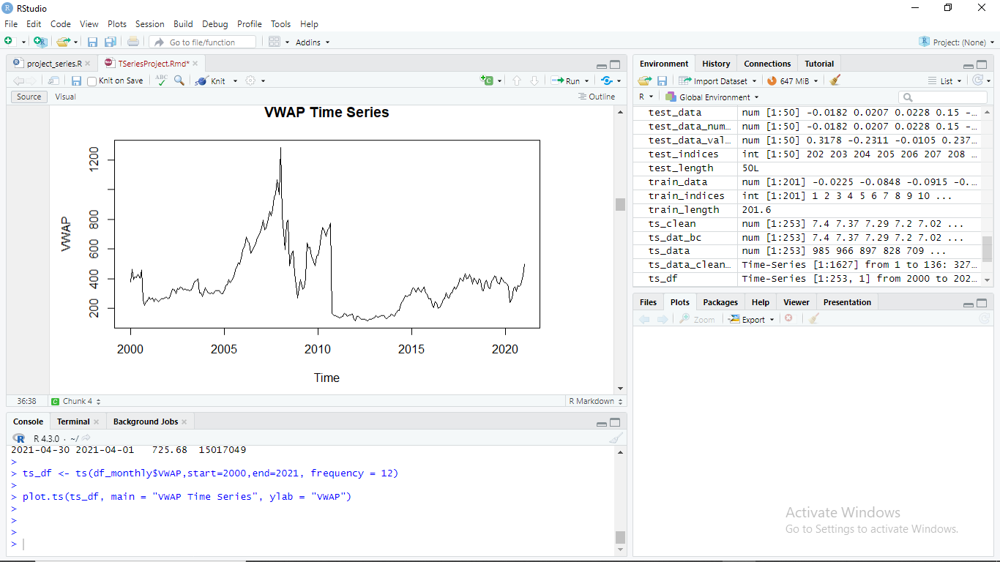 RStudio
File Edit Code View Plots Session Build Debug Profile Tools Help
Go to file/function Addins Project: (None)
project_series.R TSeriesProject.Rmd*
Knit on Save ABC Knit Run
Source Visual Outline
VWAP Time Series
VWAP
200 400 600 800 1200
2000 2005 2010 2015 2020
Time
36:38 Chunk 4 R Markdown
Console Terminal Background Jobs
R 4.3.0 · ~/
2021-04-30 2021-04-01 725.68 15017049
>
> ts_df <- ts(df_monthly$VWAP,start=2000,end=2021, frequency = 12)
>
> plot.ts(ts_df, main = "VWAP Time Series", ylab = "VWAP")
>
>
>
>
Environment History Connections Tutorial
Import Dataset 647 MiB List
R Global Environment
test_data num [1:50] -0.0182 0.0207 0.0228 0.15 -…
test_data_num… num [1:50] -0.0182 0.0207 0.0228 0.15 -…
test_data_val… num [1:50] 0.3178 -0.2311 -0.0105 0.237…
test_indices int [1:50] 202 203 204 205 206 207 208 …
test_length 50L
train_data num [1:201] -0.0225 -0.0848 -0.0915 -0.…
train_indices int [1:201] 1 2 3 4 5 6 7 8 9 10 ...
train_length 201.6
ts_clean num [1:253] 7.4 7.37 7.29 7.2 7.02 ...
ts_dat_bc num [1:253] 7.4 7.37 7.29 7.2 7.02 ...
ts_data num [1:253] 985 966 897 828 709 ...
ts_data_clean… Time-Series [1:1627] from 1 to 136: 327…
ts_df Time-Series [1:253, 1] from 2000 to 202…
Files Plots Packages Help Viewer Presentation
Zoom Export
Activate Windows
Go to Settings to activate Windows.